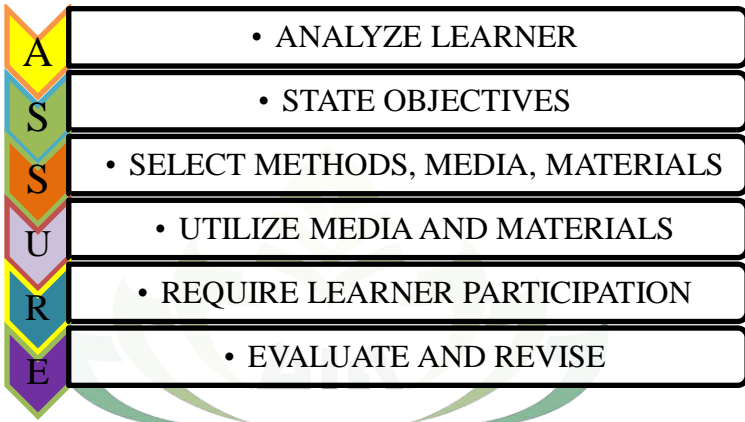 A
• ANALYZE LEARNER
S
• STATE OBJECTIVES
S
• SELECT METHODS, MEDIA, MATERIALS
U
• UTILIZE MEDIA AND MATERIALS
R
• REQUIRE LEARNER PARTICIPATION
E
• EVALUATE AND REVISE